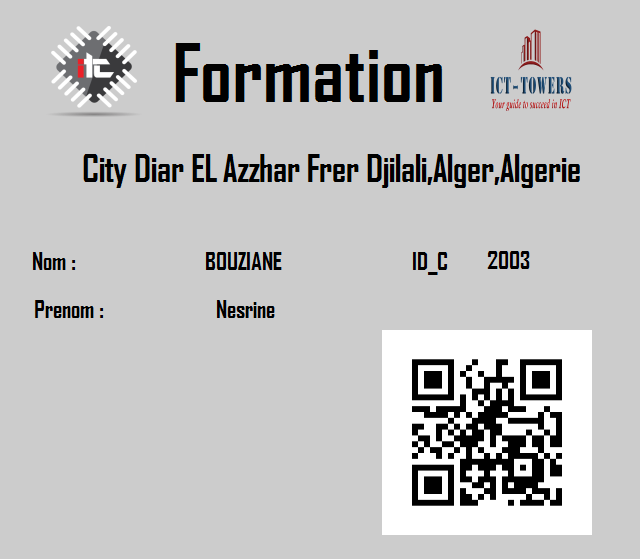 itc
Formation
ICT-TOWERS
Your guide to succeed in ICT
City Diar EL Azzhar Frer Djilali,Alger,Algerie
Nom : BOUZIANE ID_C 2003
Prenom : Nesrine